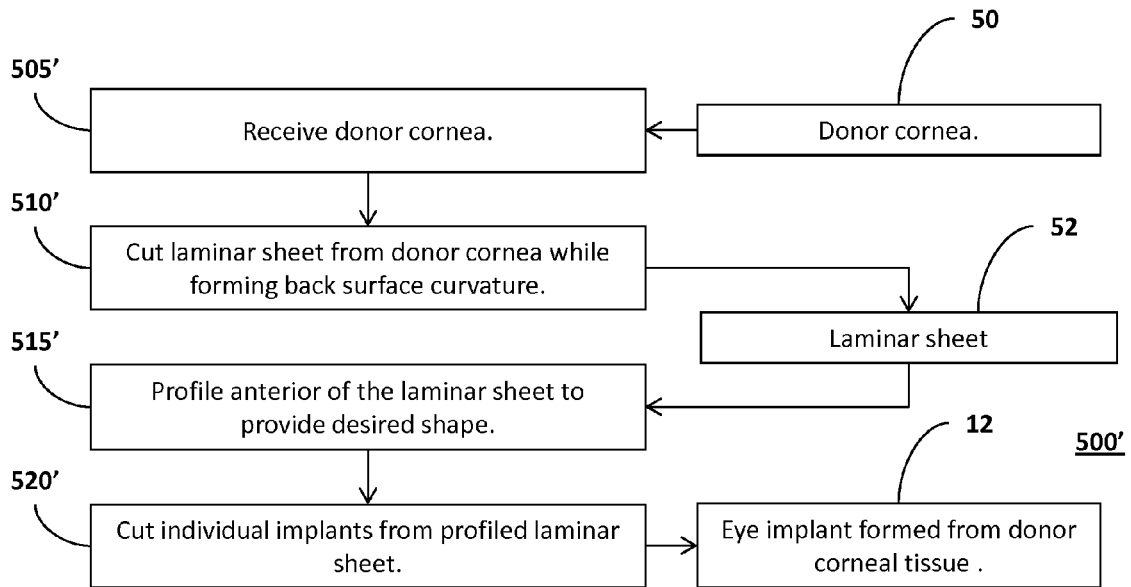 50
505’
Receive donor cornea.
Donor cornea.
510’
Cut laminar sheet from donor cornea while
forming back surface curvature.
52
Laminar sheet
515’
Profile anterior of the laminar sheet to
provide desired shape.
12
500’
520’
Cut individual implants from profiled laminar
sheet.
Eye implant formed from donor
corneal tissue .